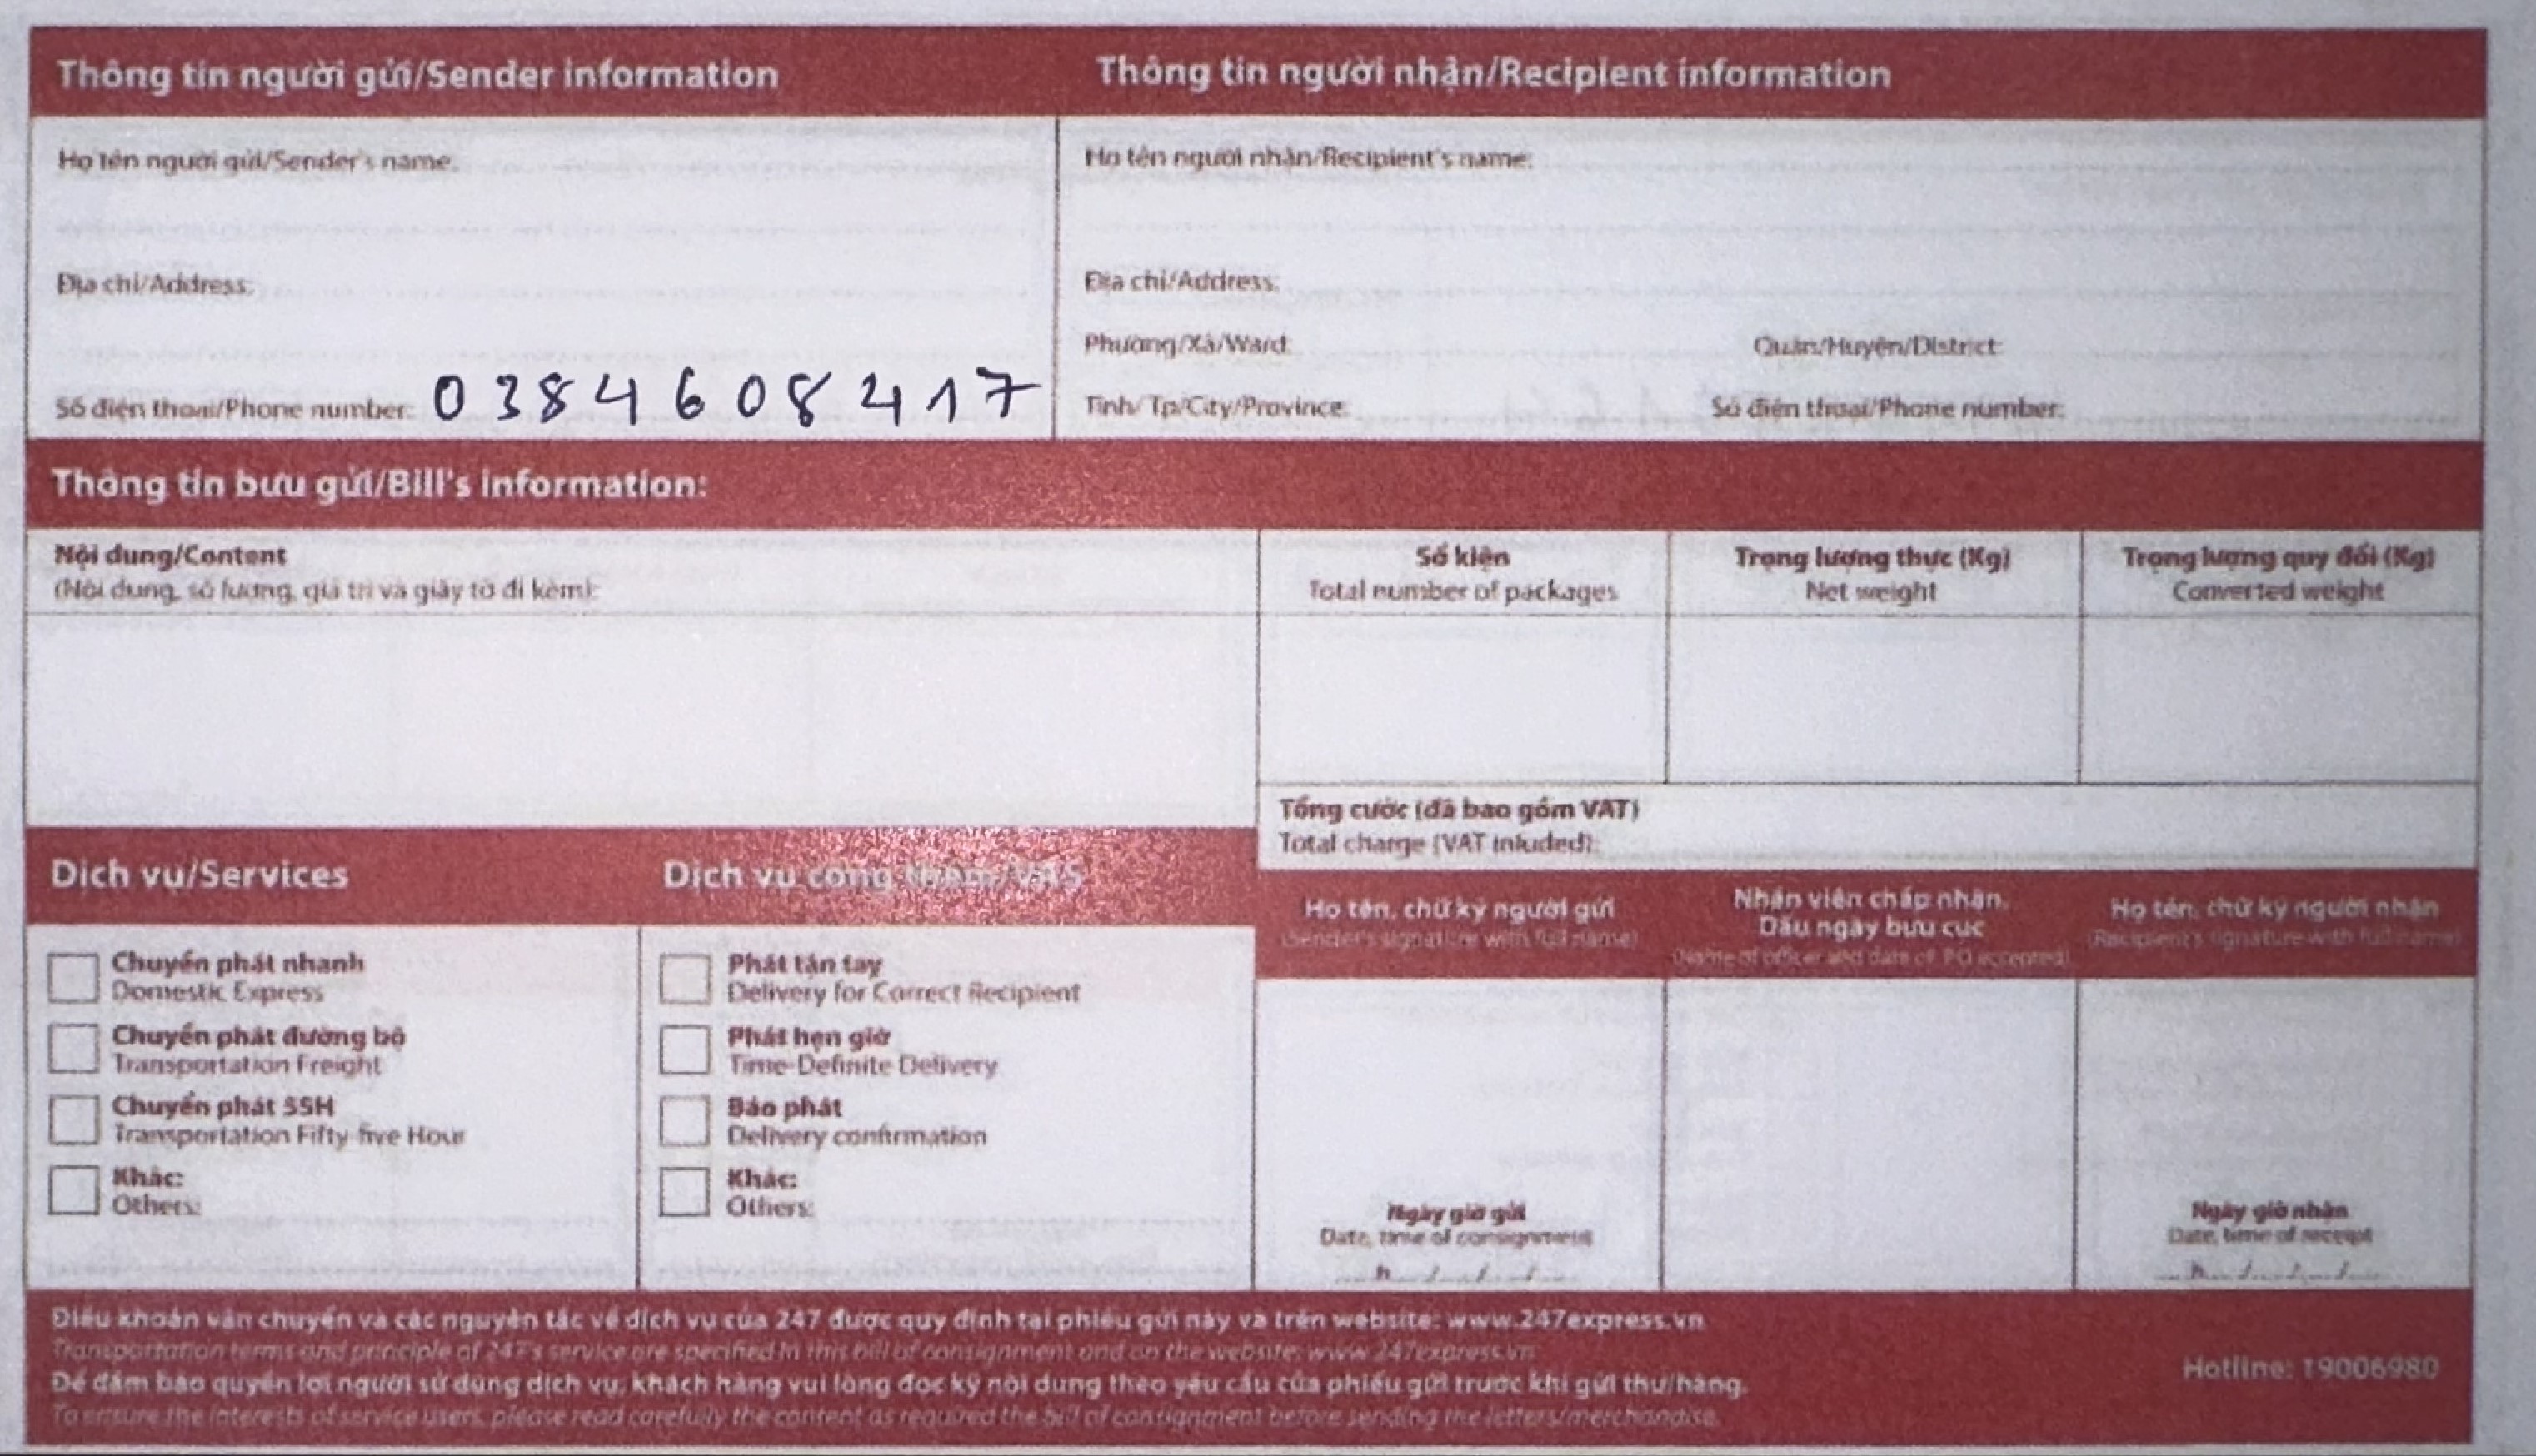 Thông tin người gửi/Sender information
Thông tin người nhận/Recipient information
Họ tên người gửi/Sender's name:
Họ tên người nhận/Recipient's name:
Địa chỉ/Address:
Địa chỉ/Address:
Phường/Xã/Ward:
Quận/Huyện/District:
Số điện thoại/Phone number: 0384608417
Tỉnh/Tp/City/Province:
Số điện thoại/Phone number:
Thông tin bưu gửi/Bill's information:
Nội dung/Content
(Nội dung, số lượng, giá trị và giấy tờ đi kèm):
Số kiện
Total number of packages
Trọng lượng thực (Kg)
Net weight
Trọng lượng quy đổi (Kg)
Converted weight
Tổng cước (đã bao gồm VAT)
Total charge (VAT inluded):
Dịch vụ/Services
Dịch vụ cộng thêm/VAS
Họ tên, chữ ký người gửi
(Sender's signature with full name)
Nhân viên chấp nhận.
Dấu ngày bưu cục
(Name of officer and date of PO accepted)
Họ tên, chữ ký người nhận
(Recipient's signature with full name)
Chuyển phát nhanh
Domestic Express
Chuyển phát đường bộ
Transportation Freight
Chuyển phát 55H
Transportation Fifty-five Hour
Khác:
Others:
Phát tận tay
Delivery for Correct Recipient
Phát hẹn giờ
Time-Definite Delivery
Báo phát
Delivery confirmation
Khác:
Others:
Ngày giờ gửi
Date, time of consignment
h / / /
Ngày giờ nhận
Date, time of receipt
h / / /
Điều khoản vận chuyển và các nguyên tắc về dịch vụ của 247 được quy định tại phiếu gửi này và trên website: www.247express.vn
Transportation terms and principle of 247's service are specified in this bill of consignment and on the website: www.247express.vn
Để đảm bảo quyền lợi người sử dụng dịch vụ, khách hàng vui lòng đọc kỹ nội dung theo yêu cầu của phiếu gửi trước khi gửi thư/hàng.
To ensure the interests of service users, please read carefully the content as required the bill of consignment before sending the letters/merchandise.
Hotline: 19006980